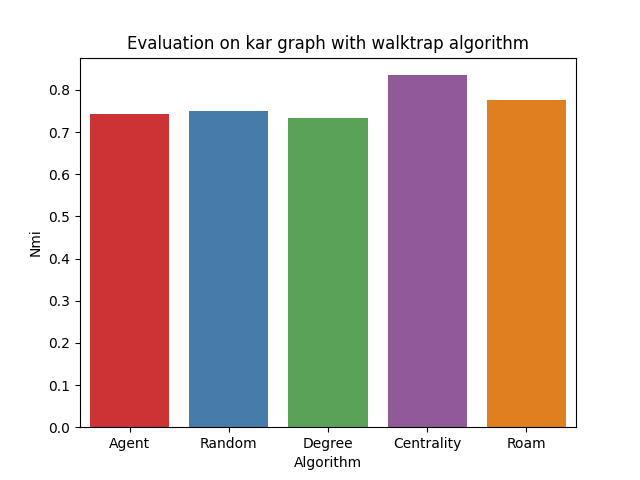 Evaluation on kar graph with walktrap algorithm
Nmi
0.8
0.7
0.6
0.5
0.4
0.3
0.2
0.1
0.0
Agent Random Degree Centrality Roam
Algorithm